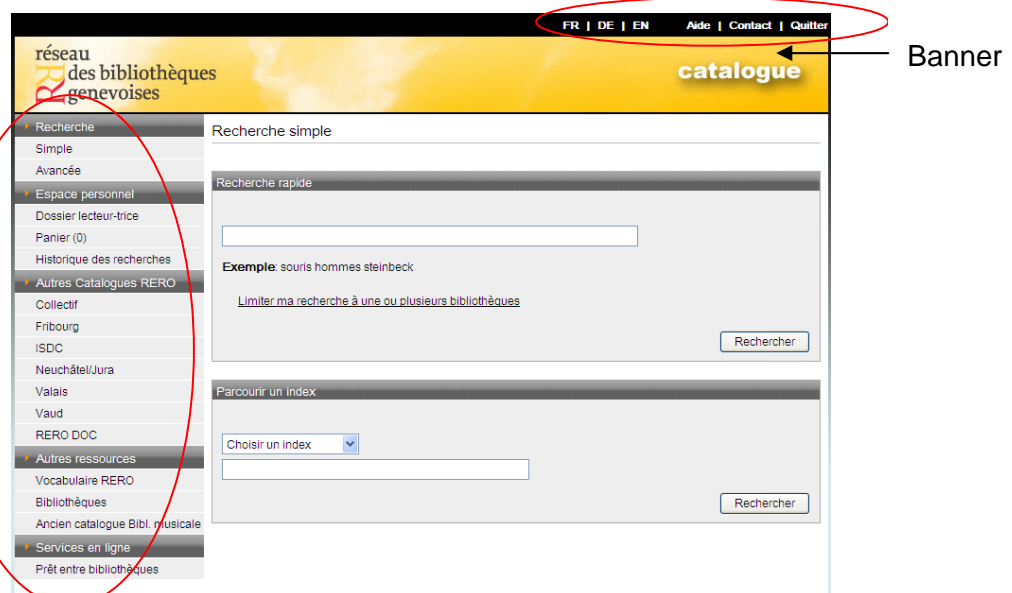 FR | DE | EN Aide | Contact | Quitter
Banner
réseau
des bibliothèques
genevoises
RR
catalogue
Recherche
Simple
Avancée
Espace personnel
Dossier lecteur-trice
Panier (0)
Historique des recherches
Autres Catalogues RERO
Collectif
Fribourg
ISDC
Neuchâtel/Jura
Valais
Vaud
RERO DOC
Autres ressources
Vocabulaire RERO
Bibliothèques
Ancien catalogue Bibl. musicale
Services en ligne
Prêt entre bibliothèques
Recherche simple
Recherche rapide
Exemple: souris hommes steinbeck
Limiter ma recherche à une ou plusieurs bibliothèques
Rechercher
Parcourir un index
Choisir un index
Rechercher